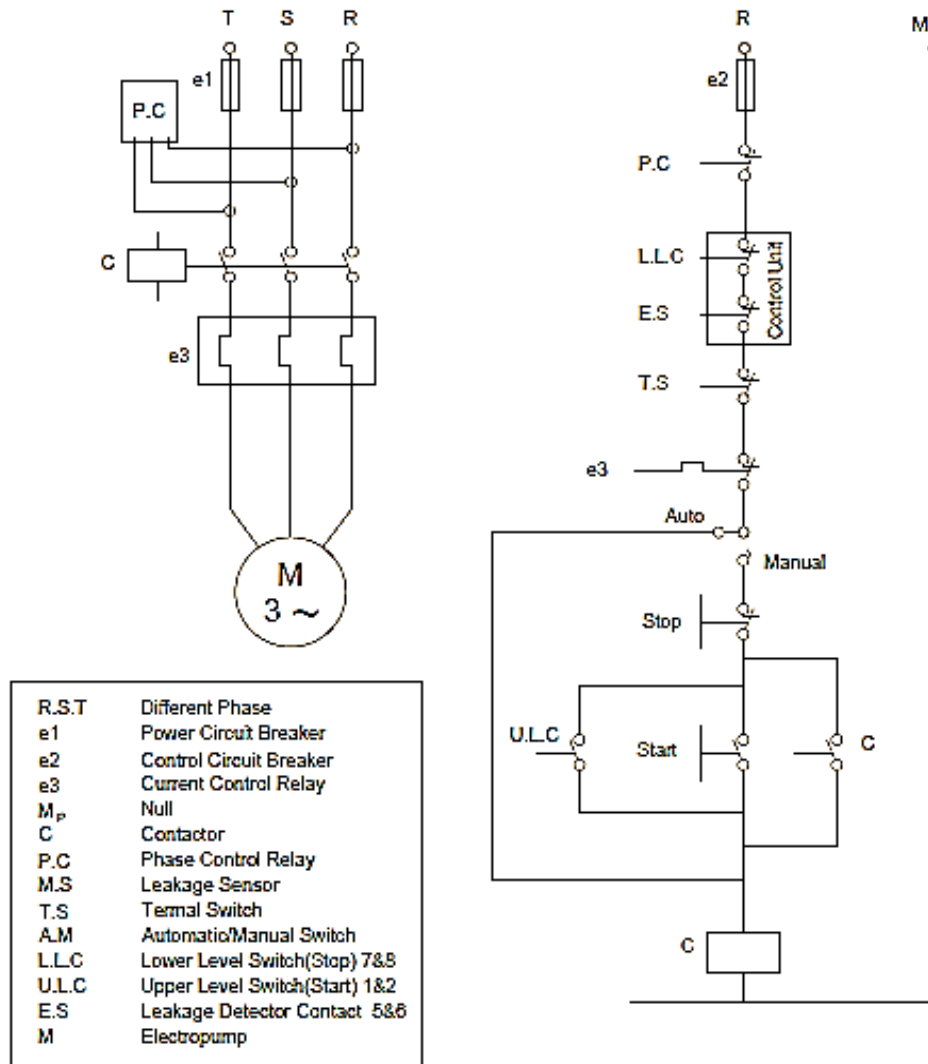 T S R
e1
P.C
C
e3
M
3 ~
R
M
e2
P.C
L.L.C
E.S
Control Unit
T.S
e3
Auto
Manual
Stop
U.L.C
Start
C
C
R.S.T Different Phase
e1 Power Circuit Breaker
e2 Control Circuit Breaker
e3 Current Control Relay
MP Null
C Contactor
P.C Phase Control Relay
M.S Leakage Sensor
T.S Termal Switch
A.M Automatic/Manual Switch
L.L.C Lower Level Switch(Stop) 7&8
U.L.C Upper Level Switch(Start) 1&2
E.S Leakage Detector Contact 5&6
M Electropump